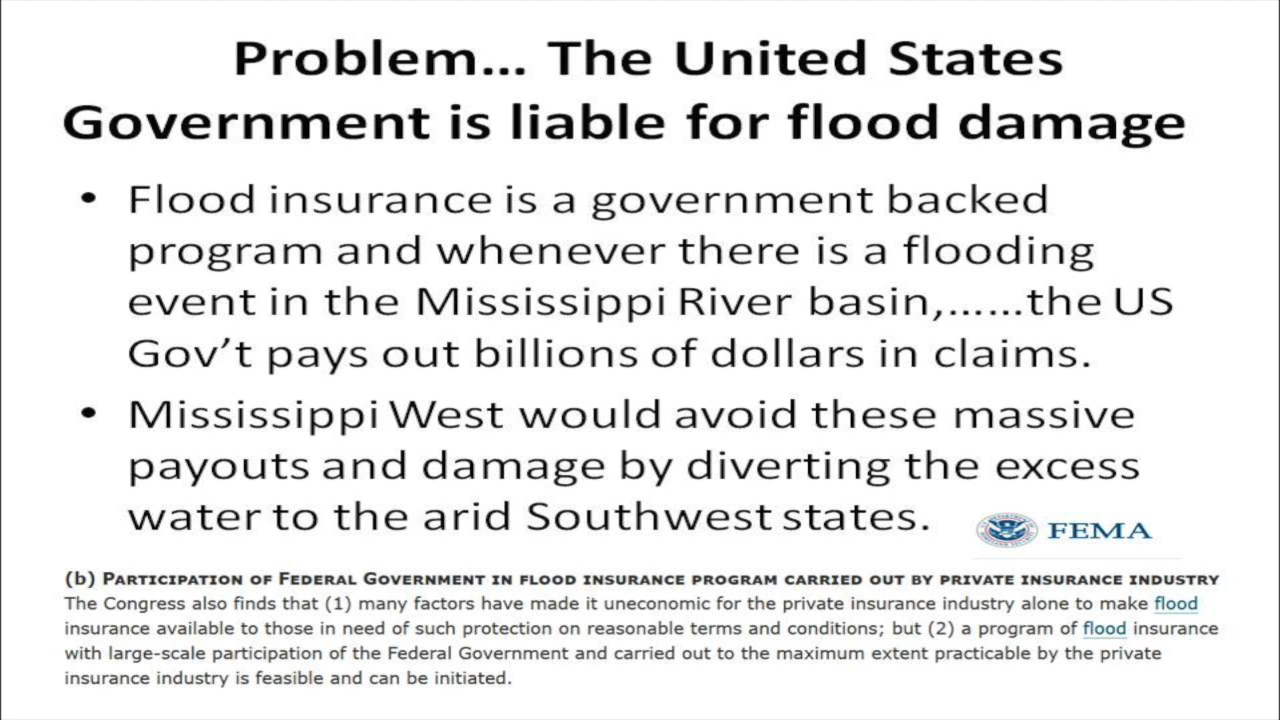 Problem... The United States
Government is liable for flood damage
• Flood insurance is a government backed
program and whenever there is a flooding
event in the Mississippi River basin,……the US
Gov’t pays out billions of dollars in claims.
• Mississippi West would avoid these massive
payouts and damage by diverting the excess
water to the arid Southwest states.
FEMA
(b) PARTICIPATION OF FEDERAL GOVERNMENT IN FLOOD INSURANCE PROGRAM CARRIED OUT BY PRIVATE INSURANCE INDUSTRY
The Congress also finds that (1) many factors have made it uneconomic for the private insurance industry alone to make flood
insurance available to those in need of such protection on reasonable terms and conditions; but (2) a program of flood insurance
with large-scale participation of the Federal Government and carried out to the maximum extent practicable by the private
insurance industry is feasible and can be initiated.